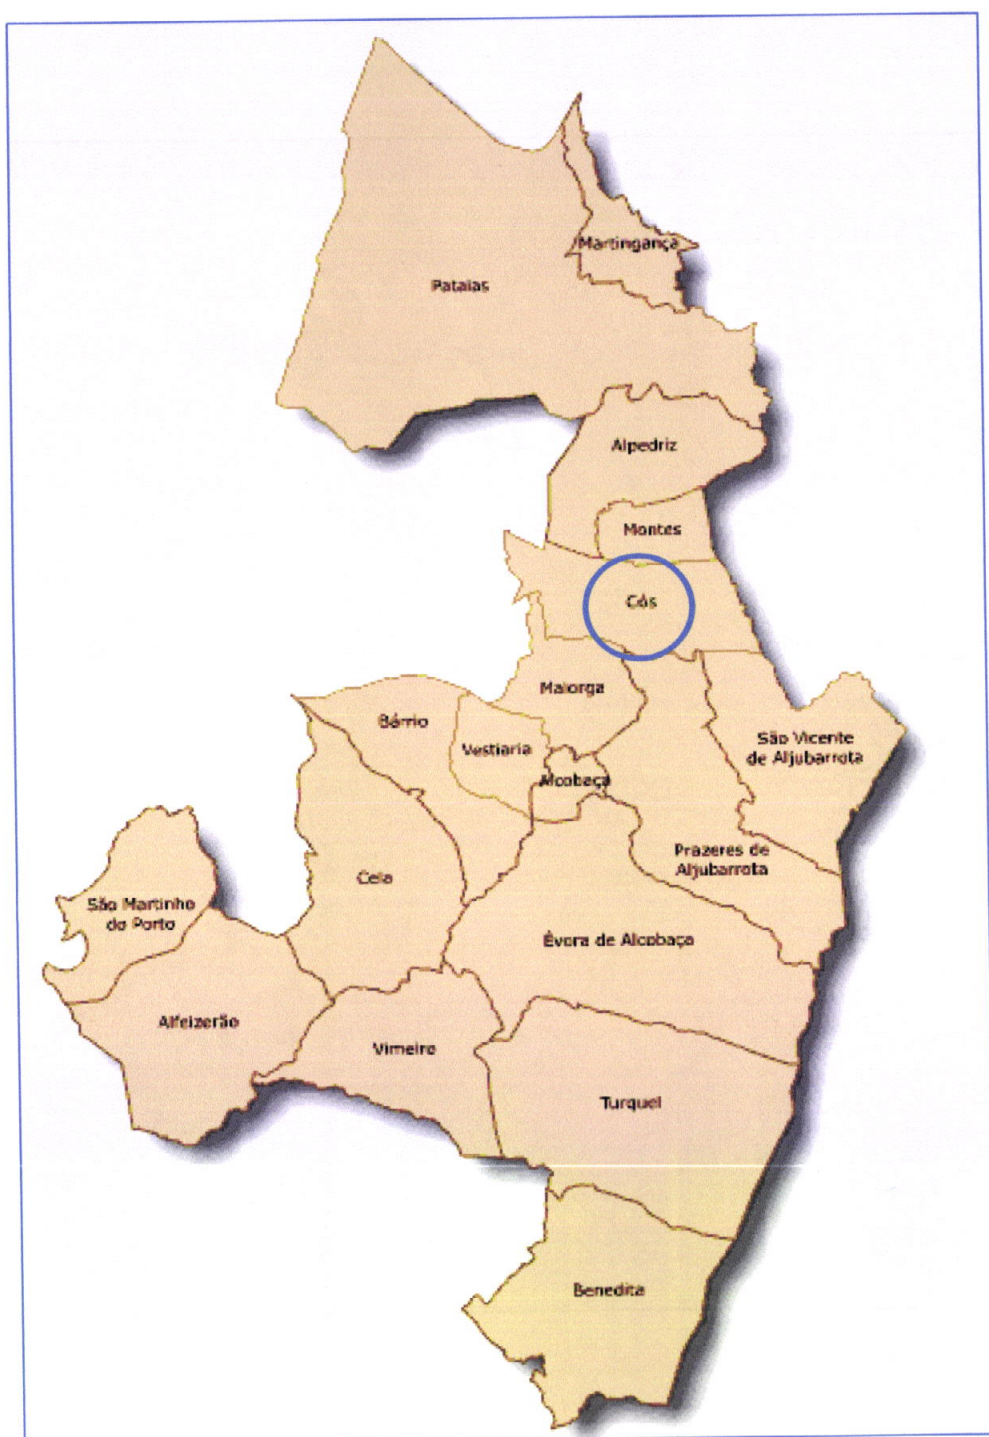 Martingança
Pataias
Alpedriz
Montes
Cós
Maiorga
Bárrio
Vestiaria
São Vicente
de Aljubarrota
Alcobaça
Prazeres de
Aljubarrota
Cela
São Martinho
do Porto
Évora de Alcobaça
Alfeizerão
Vimeiro
Turquel
Benedita